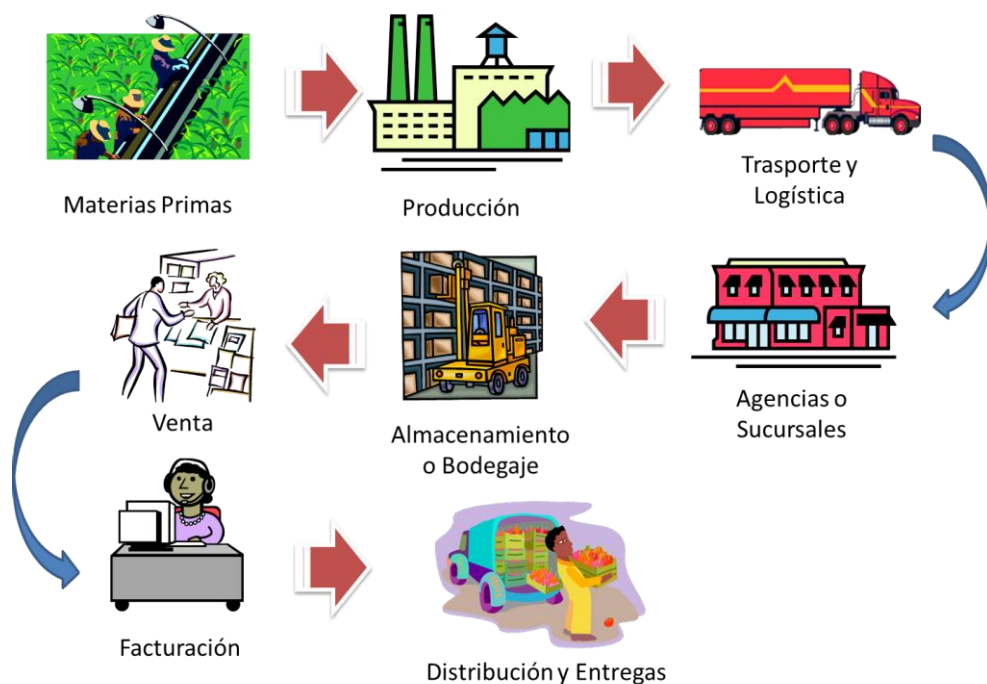 Materias Primas
Producción
Trasporte y
Logística
Agencias o
Sucursales
Almacenamiento
o Bodegaje
Venta
Facturación
Distribución y Entregas